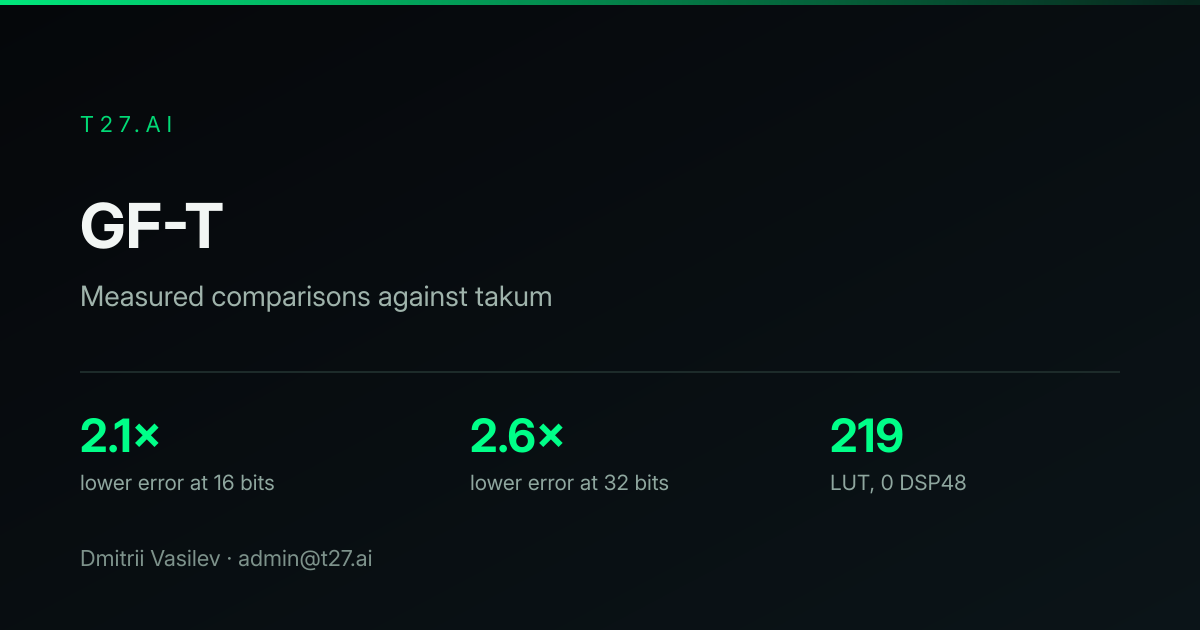 T27.AI
GF-T
Measured comparisons against takum
2.1× 2.6× 219
lower error at 16 bits lower error at 32 bits LUT, 0 DSP48
Dmitrii Vasilev · admin@t27.ai